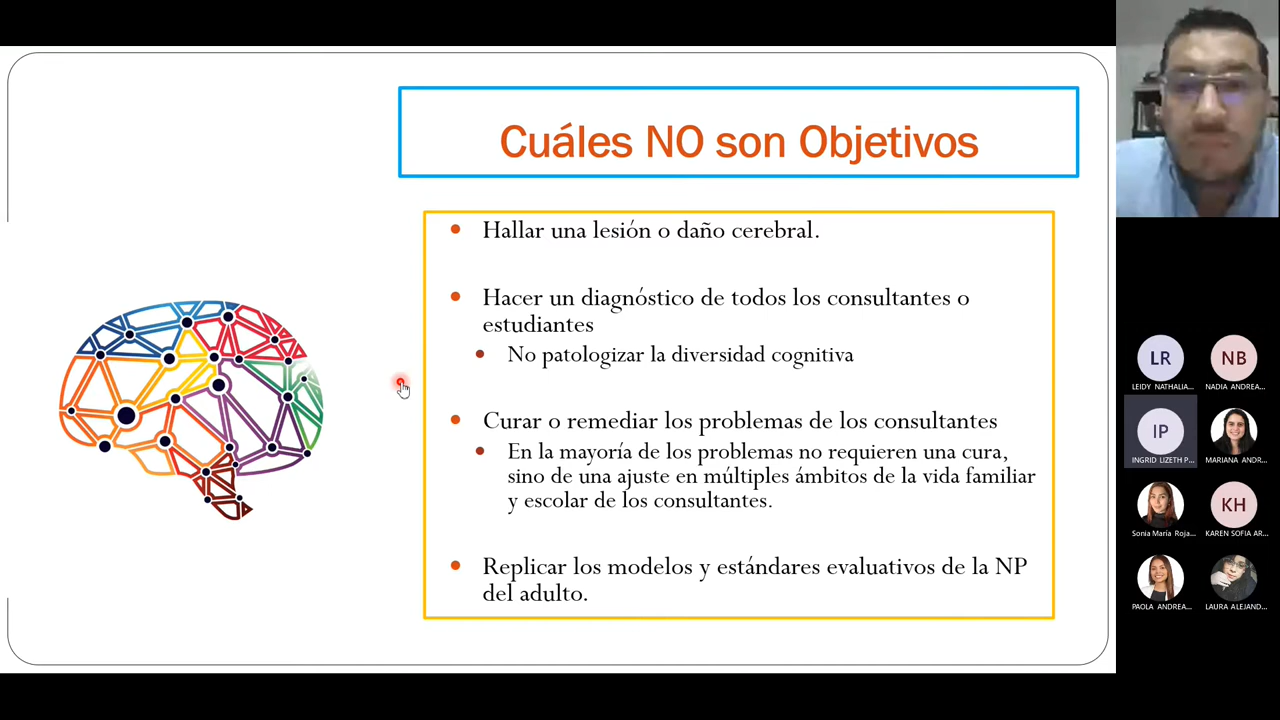 Cuáles NO son Objetivos
Hallar una lesión o daño cerebral.
Hacer un diagnóstico de todos los consultantes o
estudiantes
No patologizar la diversidad cognitiva
Curar o remediar los problemas de los consultantes
En la mayoría de los problemas no requieren una cura,
sino de una ajuste en múltiples ámbitos de la vida familiar
y escolar de los consultantes.
Replicar los modelos y estándares evaluativos de la NP
del adulto.
LR
LEIDY NATHALIA...
NB
NADIA ANDREA...
IP
INGRID LIZETH P...
MARIANA ANDR...
Sonia María Roja...
KH
KAREN SOFIA AR...
PAOLA ANDREA...
LAURA ALEJAND...